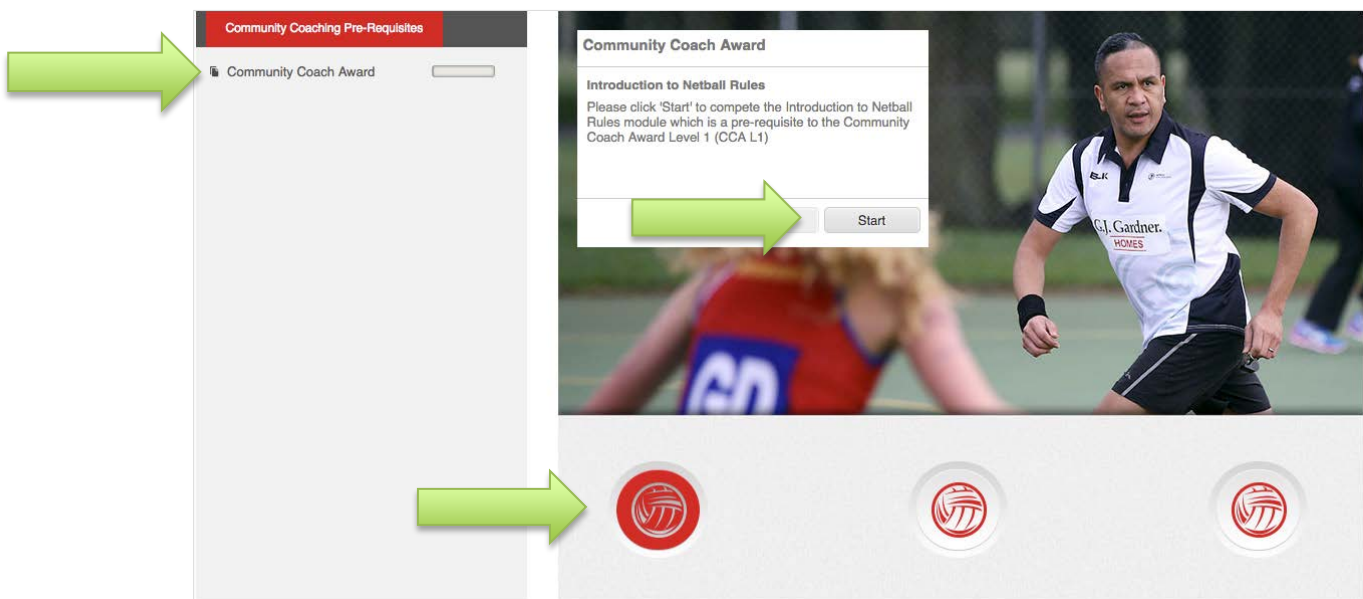 Community Coaching Pre-Requisites
Community Coach Award
Community Coach Award
Introduction to Netball Rules
Please click 'Start' to compete the Introduction to Netball
Rules module which is a pre-requisite to the Community
Coach Award Level 1 (CCA L1)
Start
BLK
G.J. Gardner.
HOMES
GD